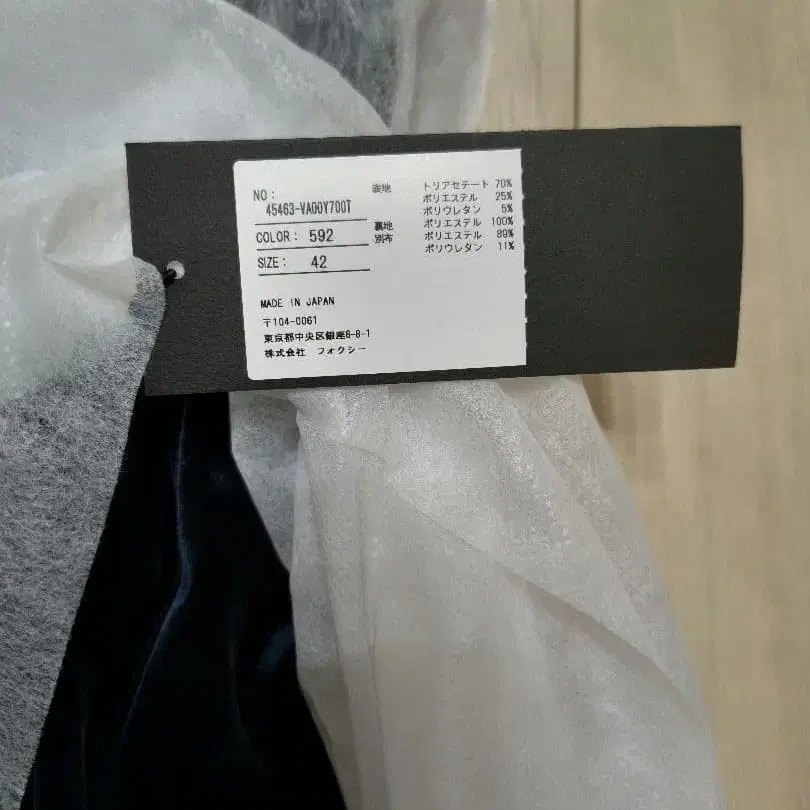 NO :
45463-VA00Y700T
COLOR : 592
SIZE : 42
表地 トリアセテート 70%
ポリエステル 25%
ポリウレタン 5%
裏地 ポリエステル 100%
別布 ポリエステル 89%
ポリウレタン 11%
MADE IN JAPAN
〒104-0061
東京都中央区銀座6-8-1
株式会社 フォクシー